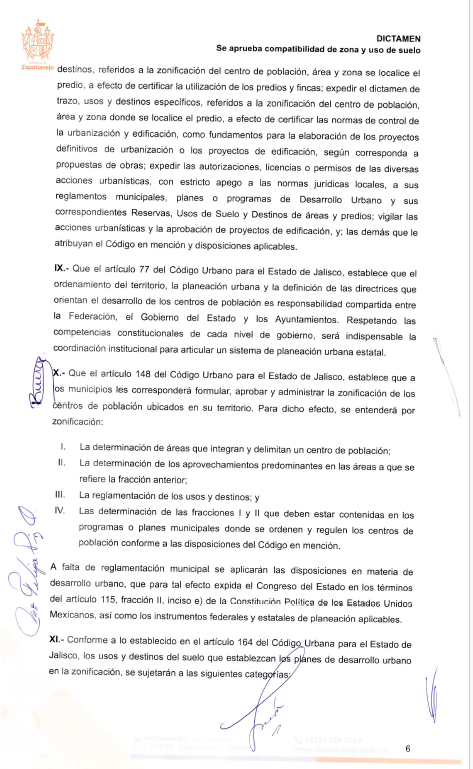 Zapotlanejo
DICTAMEN
Se aprueba compatibilidad de zona y uso de suelo
destinos, referidos a la zonificación del centro de población, área y zona se localice el
predio, a efecto de certificar la utilización de los predios y fincas; expedir el dictamen de
trazo, usos y destinos específicos, referidos a la zonificación del centro de población,
área y zona donde se localice el predio, a efecto de certificar las normas de control de
la urbanización y edificación, como fundamentos para la elaboración de los proyectos
definitivos de urbanización o los proyectos de edificación, según corresponda a
propuestas de obras; expedir las autorizaciones, licencias o permisos de las diversas
acciones urbanísticas, con estricto apego a las normas jurídicas locales, a sus
reglamentos municipales, planes o programas de Desarrollo Urbano y sus
correspondientes Reservas, Usos de Suelo y Destinos de áreas y predios; vigilar las
acciones urbanísticas y la aprobación de proyectos de edificación, y; las demás que le
atribuyan el Código en mención y disposiciones aplicables.
IX.- Que el artículo 77 del Código Urbano para el Estado de Jalisco, establece que el
ordenamiento del territorio, la planeación urbana y la definición de las directrices que
orientan el desarrollo de los centros de población es responsabilidad compartida entre
la Federación, el Gobierno del Estado y los Ayuntamientos. Respetando las
competencias constitucionales de cada nivel de gobierno, será indispensable la
coordinación institucional para articular un sistema de planeación urbana estatal.
X.- Que el artículo 148 del Código Urbano para el Estado de Jalisco, establece que a
los municipios les corresponderá formular, aprobar y administrar la zonificación de los
centros de población ubicados en su territorio. Para dicho efecto, se entenderá por
zonificación:
I. La determinación de áreas que integran y delimitan un centro de población;
II. La determinación de los aprovechamientos predominantes en las áreas a que se
refiere la fracción anterior;
III. La reglamentación de los usos y destinos; y
IV. Las determinación de las fracciones I y II que deben estar contenidas en los
programas o planes municipales donde se ordenen y regulen los centros de
población conforme a las disposiciones del Código en mención.
A falta de reglamentación municipal se aplicarán las disposiciones en materia de
desarrollo urbano, que para tal efecto expida el Congreso del Estado en los términos
del artículo 115, fracción II, inciso e) de la Constitución Política de los Estados Unidos
Mexicanos, así como los instrumentos federales y estatales de planeación aplicables.
XI.- Conforme a lo establecido en el artículo 164 del Código Urbana para el Estado de
Jalisco, los usos y destinos del suelo que establezcan los planes de desarrollo urbano
en la zonificación, se sujetarán a las siguientes categorías:
6